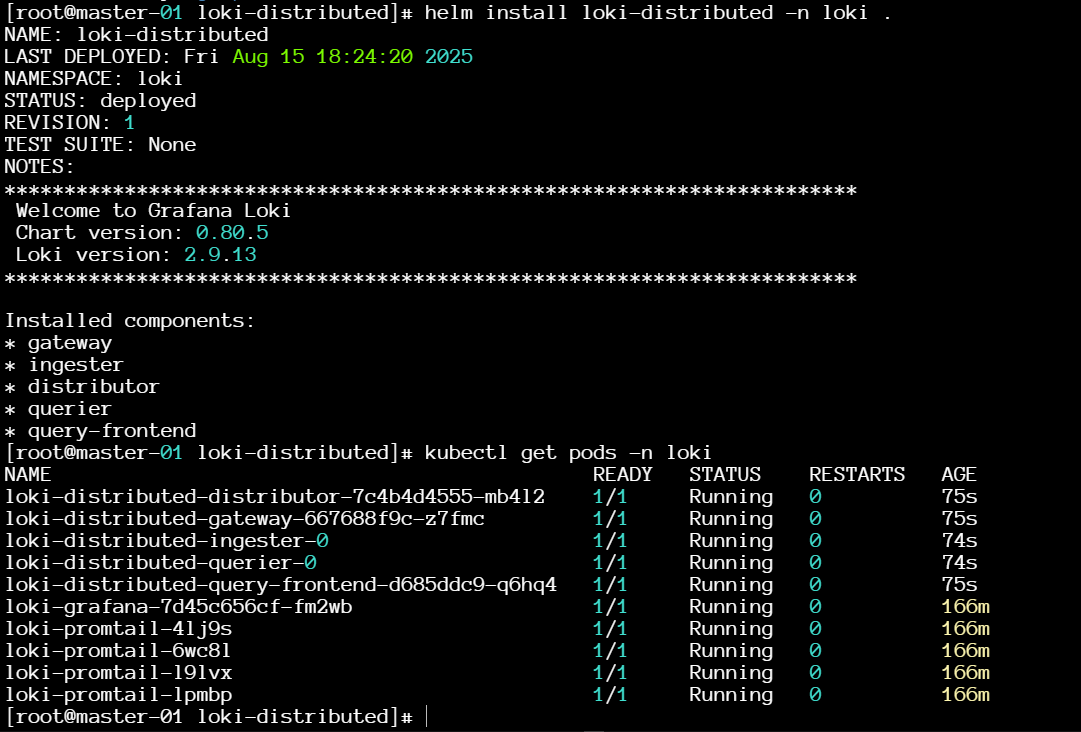 [root@master-01 loki-distributed]# helm install loki-distributed -n loki .
NAME: loki-distributed
LAST DEPLOYED: Fri Aug 15 18:24:20 2025
NAMESPACE: loki
STATUS: deployed
REVISION: 1
TEST SUITE: None
NOTES:
***********************************************************************
 Welcome to Grafana Loki
 Chart version: 0.80.5
 Loki version: 2.9.13
***********************************************************************

Installed components:
* gateway
* ingester
* distributor
* querier
* query-frontend
[root@master-01 loki-distributed]# kubectl get pods -n loki
NAME                                             READY   STATUS    RESTARTS   AGE
loki-distributed-distributor-7c4b4d4555-mb4l2    1/1     Running   0          75s
loki-distributed-gateway-667688f9c-z7fmc         1/1     Running   0          75s
loki-distributed-ingester-0                      1/1     Running   0          74s
loki-distributed-querier-0                       1/1     Running   0          74s
loki-distributed-query-frontend-d685ddc9-q6hq4   1/1     Running   0          75s
loki-grafana-7d45c656cf-fm2wb                    1/1     Running   0          166m
loki-promtail-4lj9s                              1/1     Running   0          166m
loki-promtail-6wc8l                              1/1     Running   0          166m
loki-promtail-l9lvx                              1/1     Running   0          166m
loki-promtail-lpmbp                              1/1     Running   0          166m
[root@master-01 loki-distributed]#